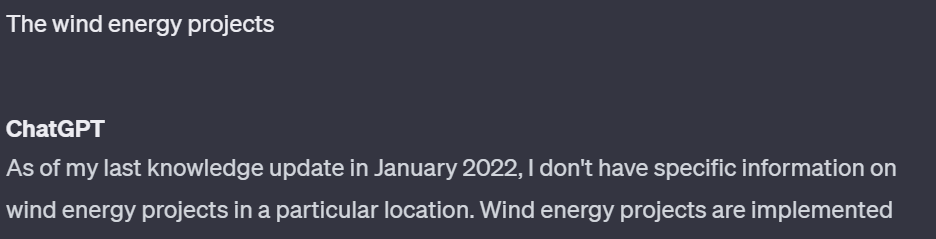 The wind energy projects
ChatGPT
As of my last knowledge update in January 2022, I don't have specific information on
wind energy projects in a particular location. Wind energy projects are implemented